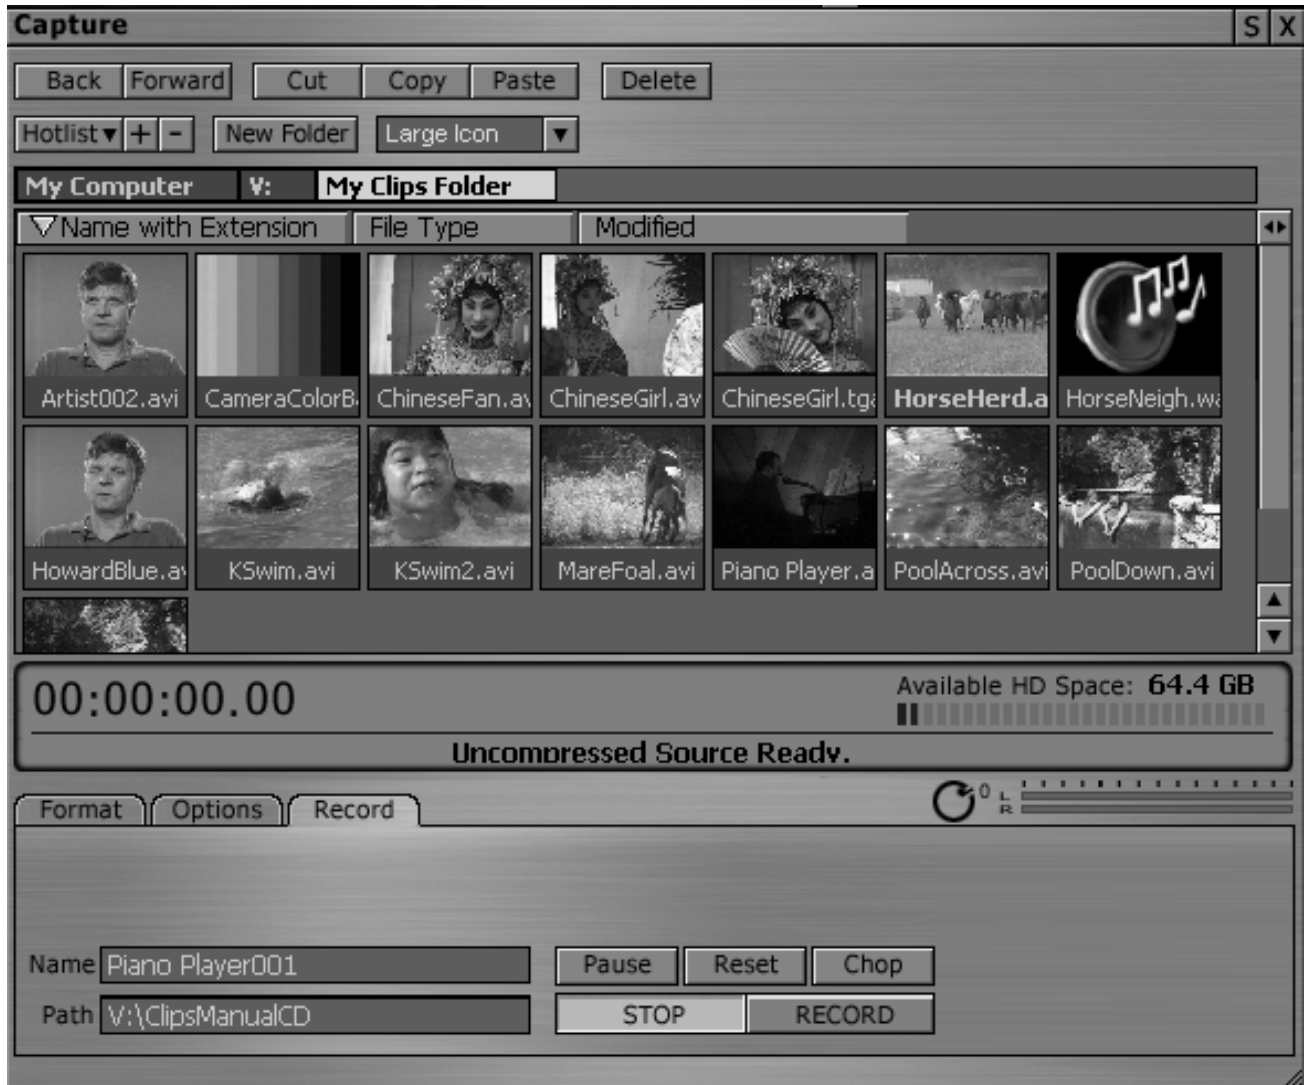 Capture S X
Back Forward Cut Copy Paste Delete
Hotlist + - New Folder Large Icon
My Computer V: My Clips Folder
Name with Extension File Type Modified
Artist002.avi CameraColorB ChineseFan.av ChineseGirl.av ChineseGirl.tga HorseHerd.a HorseNeigh.wa
HowardBlue.av KSwim.avi KSwim2.avi MareFoal.avi Piano Player.a PoolAcross.avi PoolDown.avi
00:00:00.00 Available HD Space: 64.4 GB
Uncompressed Source Ready.
Format Options Record 0 L
R
Name Piano Player001 Pause Reset Chop
Path V:\ClipsManualCD STOP RECORD